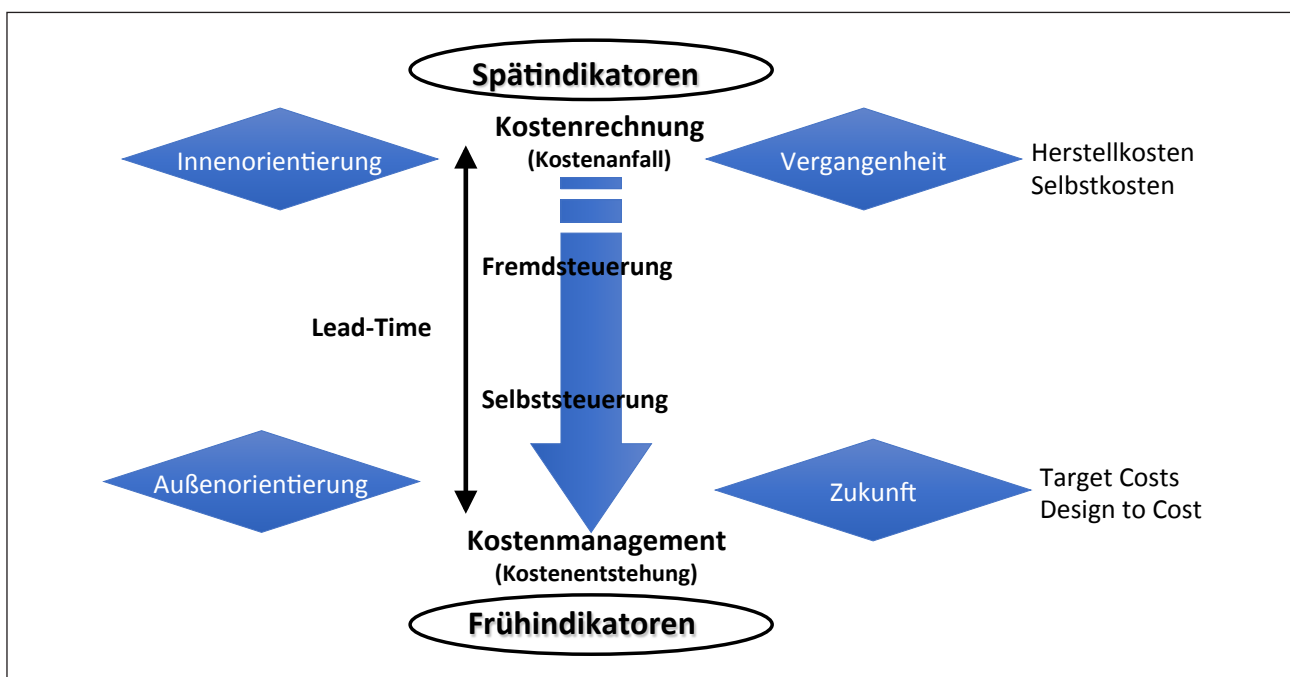 Spätindikatoren
Kostenrechnung
(Kostenanfall)
Innenorientierung
Vergangenheit
Herstellkosten
Selbstkosten
Fremdsteuerung
Lead-Time
Selbststeuerung
Außenorientierung
Zukunft
Target Costs
Design to Cost
Kostenmanagement
(Kostenentstehung)
Frühindikatoren